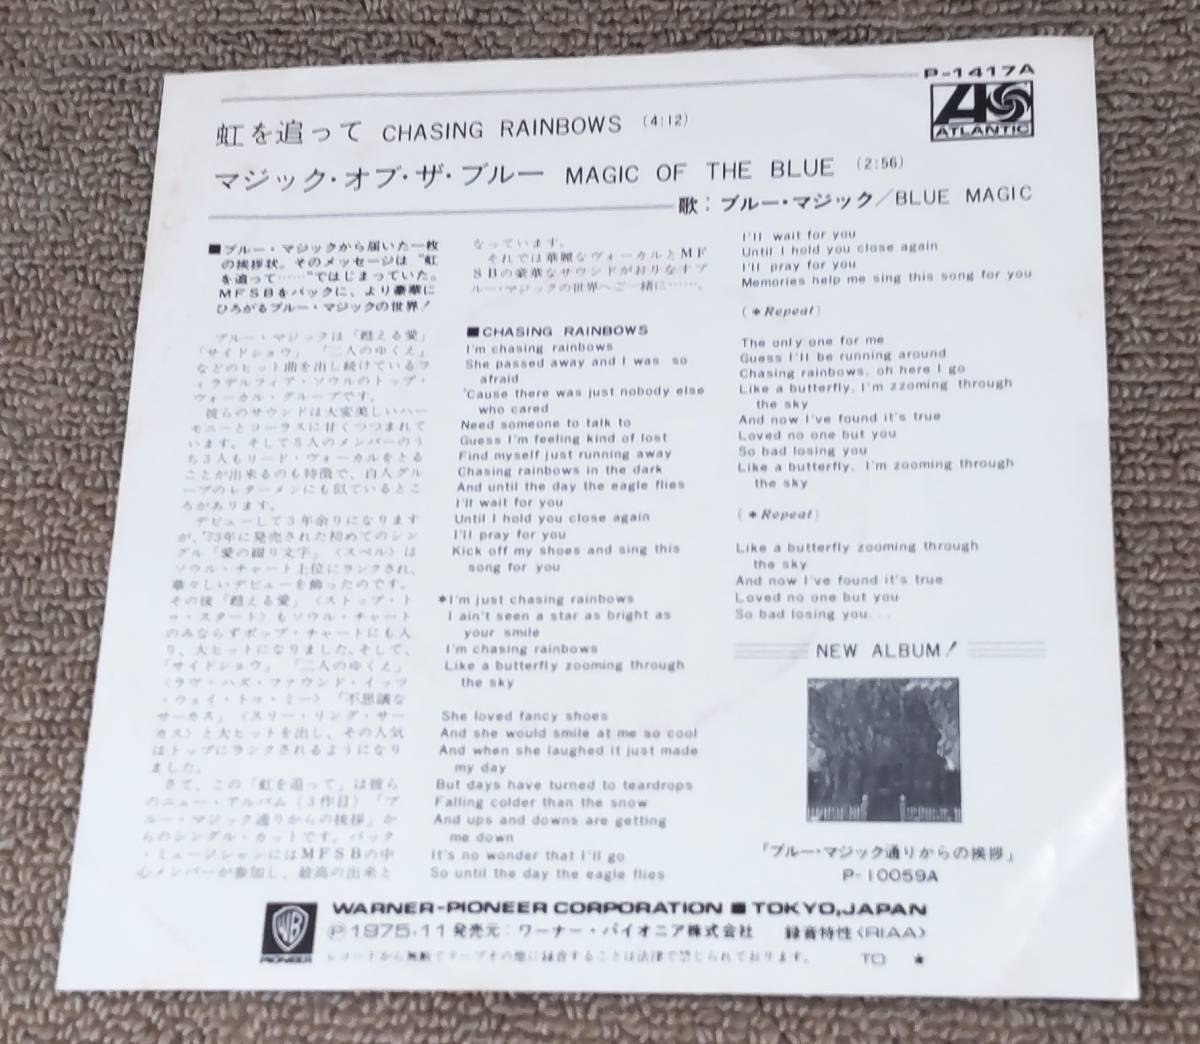 P-1417A
ATLANTIC
虹を追って CHASING RAINBOWS (4:12)
マジック・オブ・ザ・ブルー MAGIC OF THE BLUE (2:56)
歌：ブルー・マジック／BLUE MAGIC
■ブルー・マジックから届いた一枚
の挨拶状。そのメッセージは“虹
を追って……”ではじまっていた。
MFSBをバックに、より豪華に
ひろがるブルー・マジックの世界！
ブルー・マジックは「甦える愛」
「サイドショウ」「二人のゆくえ」
などのヒット曲を出し続けているフ
ィラデルフィア・ソウルのトップ・
ヴォーカル・グループです。
彼らのサウンドは大変美しいハー
モニーとコーラスに甘くつつまれて
います。そして5人のメンバーのう
ち3人もリード・ヴォーカルをとる
ことが出来るのも特徴で、白人グル
ープのレターメンにも似ているとこ
ろがあります。
デビューして3年余りになります
が、'73年に発売された初めてのシン
グル「愛の綴り文字」〈スペル〉は
ソウル・チャート上位にランクされ、
華々しいデビューを飾ったのです。
その後「甦える愛」〈ストップ・ト
ゥ・スタート〉もソウル・チャート
のみならずポップ・チャートにも入
り、大ヒットになりました。そして、
「サイドショウ」「二人のゆくえ」
〈ラヴ・ハズ・ファウンド・イッツ
・ウェイ・トゥ・ミー〉「不思議な
サーカス」〈スリー・リング・サー
カス〉と大ヒットを出し、その人気
はトップにランクされるようになり
ました。
さて、この「虹を追って」は彼ら
のニュー・アルバム（3作目）「ブ
ルー・マジック通りからの挨拶」か
らのシングル・カットです。バック
・ミュージシャンにはMFSBの中
心メンバーが参加し、最高の出来と
なっています。
それでは華麗なヴォーカルとMF
SBの豪華なサウンドがおりなすブ
ルー・マジックの世界へご一緒に……。
■CHASING RAINBOWS
I'm chasing rainbows
She passed away and I was so
afraid
'Cause there was just nobody else
who cared
Need someone to talk to
Guess I'm feeling kind of lost
Find myself just running away
Chasing rainbows in the dark
And until the day the eagle flies
I'll wait for you
Until I hold you close again
I'll pray for you
Kick off my shoes and sing this
song for you
*I'm just chasing rainbows
I ain't seen a star as bright as
your smile
I'm chasing rainbows
Like a butterfly zooming through
the sky
She loved fancy shoes
And she would smile at me so cool
And when she laughed it just made
my day
But days have turned to teardrops
Falling colder than the snow
And ups and downs are getting
me down
It's no wonder that I'll go
So until the day the eagle flies
I'll wait for you
Until I hold you close again
I'll pray for you
Memories help me sing this song for you
(*Repeat)
The only one for me
Guess I'll be running around
Chasing rainbows, oh here I go
Like a butterfly, I'm zzoming through
the sky
And now I've found it's true
Loved no one but you
So bad losing you
Like a butterfly, I'm zooming through
the sky
(*Repeat)
Like a butterfly zooming through
the sky
And now I've found it's true
Loved no one but you
So bad losing you...
NEW ALBUM！
「ブルー・マジック通りからの挨拶」
P-10059A
WB
PIONEER
WARNER-PIONEER CORPORATION ■ TOKYO, JAPAN
Ⓟ1975・11 発売元：ワーナー・パイオニア株式会社 録音特性〈RIAA〉
レコードから無断でテープその他に録音することは法律で禁じられております。 TO ★